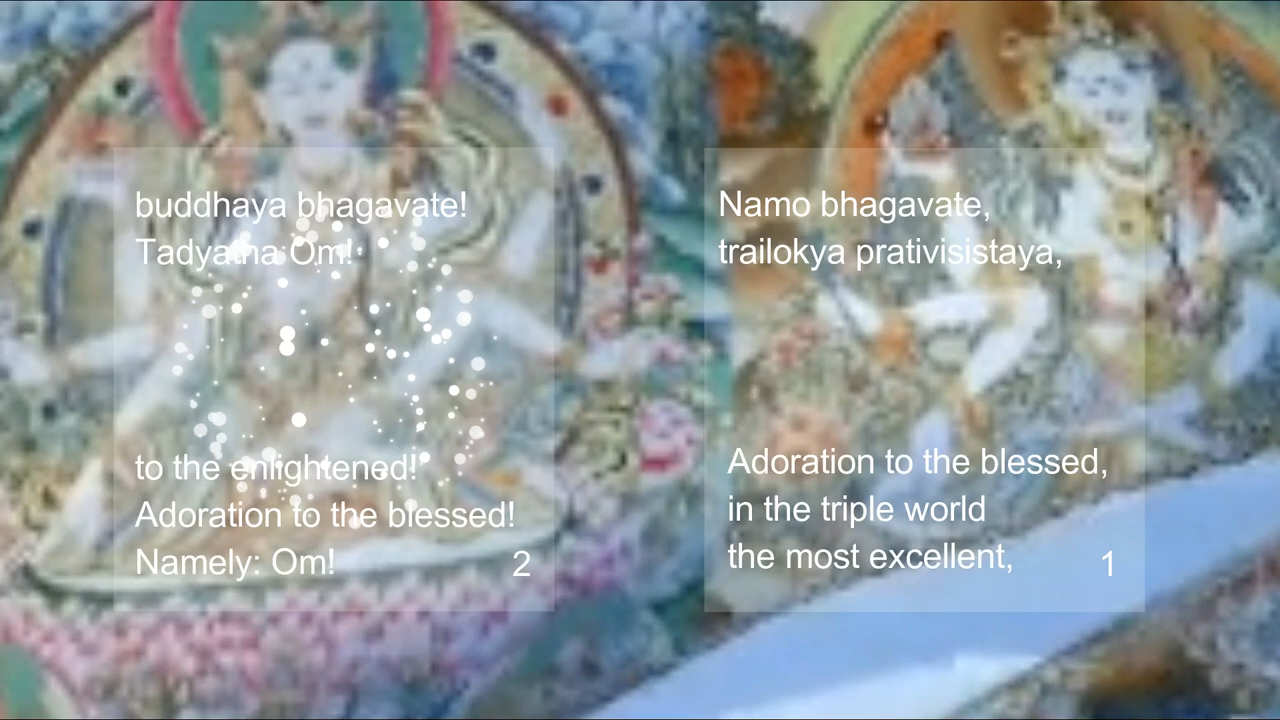 buddhaya bhagavate!
Tadyatha Om!
to the enlightened!
Adoration to the blessed!
Namely: Om!
2
Namo bhagavate,
trailokya prativisistaya,
Adoration to the blessed,
in the triple world
the most excellent,
1